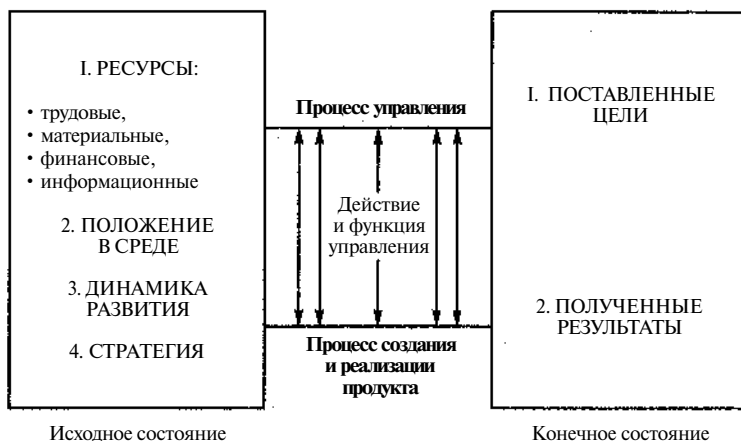 I. РЕСУРСЫ:
• трудовые,
• материальные,
• финансовые,
• информационные
2. ПОЛОЖЕНИЕ
В СРЕДЕ
3. ДИНАМИКА
РАЗВИТИЯ
4. СТРАТЕГИЯ
Исходное состояние
Процесс управления
Действие
и функция
управления
Процесс создания
и реализации
продукта
I. ПОСТАВЛЕННЫЕ
ЦЕЛИ
2. ПОЛУЧЕННЫЕ
РЕЗУЛЬТАТЫ
Конечное состояние